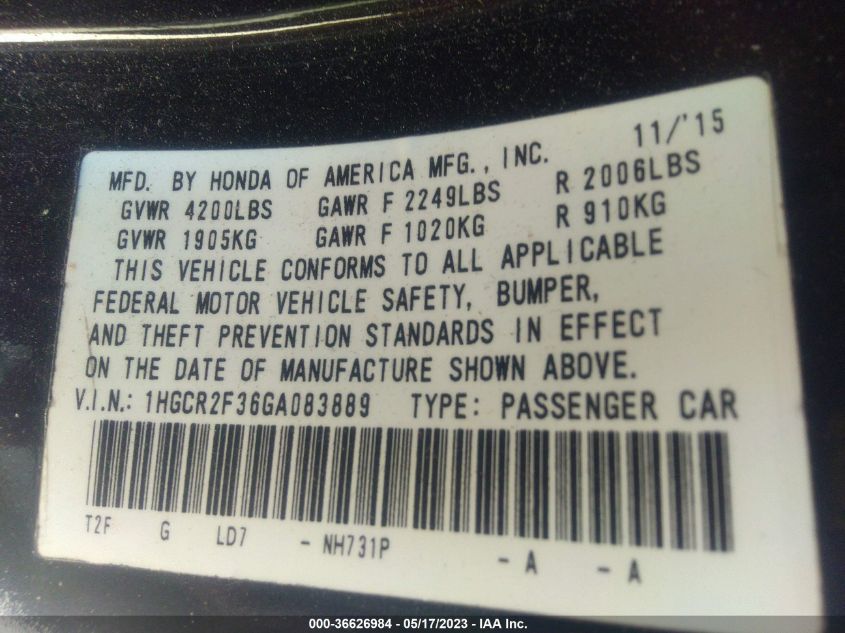 MFD. BY HONDA OF AMERICA MFG., INC. 11/'15
GVWR 4200LBS GAWR F 2249LBS R 2006LBS
GVWR 1905KG GAWR F 1020KG R 910KG
THIS VEHICLE CONFORMS TO ALL APPLICABLE
FEDERAL MOTOR VEHICLE SAFETY, BUMPER,
AND THEFT PREVENTION STANDARDS IN EFFECT
ON THE DATE OF MANUFACTURE SHOWN ABOVE.
V.I.N.: 1HGCR2F36GA083889 TYPE: PASSENGER CAR
T2F G LD7 - NH731P - A - A
000-36626984 - 05/17/2023 - IAA Inc.